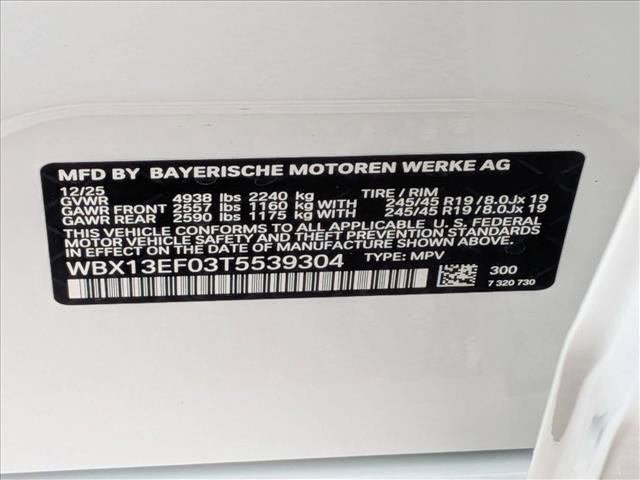 MFD BY BAYERISCHE MOTOREN WERKE AG
12/25
GVWR 4938 lbs 2240 kg TIRE / RIM
GAWR FRONT 2557 lbs 1160 kg WITH 245/45 R19 /8.0Jx 19
GAWR REAR 2590 lbs 1175 kg WITH 245/45 R19 /8.0Jx 19
THIS VEHICLE CONFORMS TO ALL APPLICABLE U. S. FEDERAL
MOTOR VEHICLE SAFETY, BUMPER, AND THEFT PREVENTION STANDARDS
IN EFFECT ON THE DATE OF MANUFACTURE SHOWN ABOVE.
WBX13EF03T5539304 TYPE: MPV
300
7 320 730